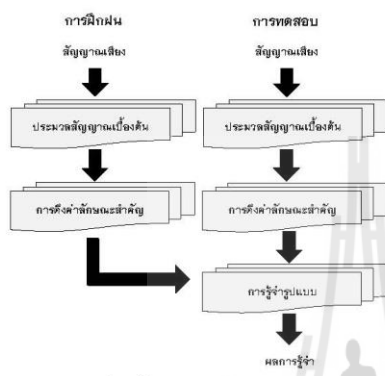 การฝึกฝน
การทดสอบ
สัญญาณเสียง
สัญญาณเสียง
ประมวลสัญญาณเบื้องต้น
ประมวลสัญญาณเบื้องต้น
การดึงค่าลักษณะสำคัญ
การดึงค่าลักษณะสำคัญ
การรู้จำรูปแบบ
ผลการรู้จำ